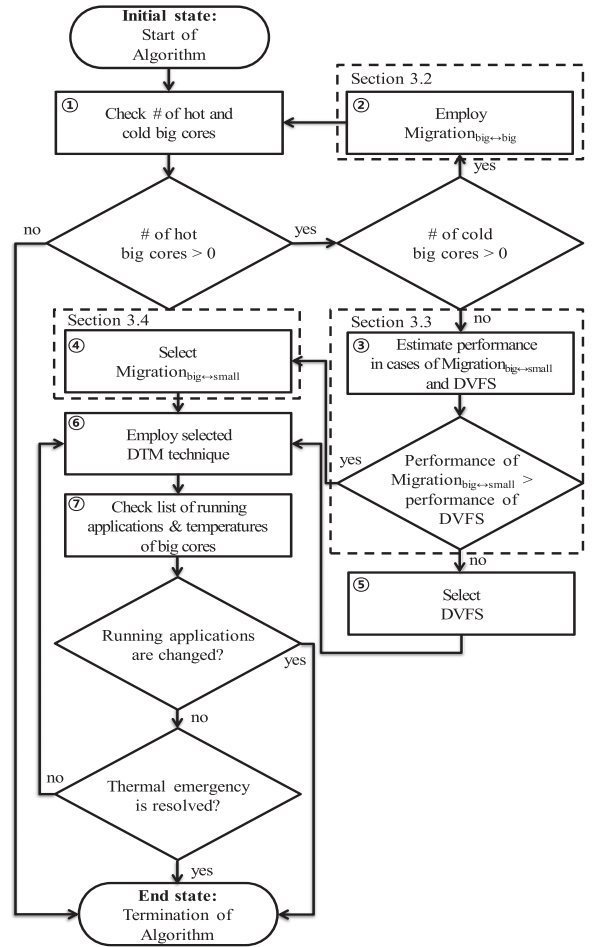 Initial state:
Start of
Algorithm
Section 3.2
①
Check # of hot and
cold big cores
②
Employ
Migrationbig↔big
yes
no
# of hot
big cores > 0
yes
# of cold
big cores > 0
no
Section 3.4
④
Select
Migrationbig↔small
Section 3.3
③
Estimate performance
in cases of Migrationbig↔small
and DVFS
⑥
Employ selected
DTM technique
yes
Performance of
Migrationbig↔small >
performance of
DVFS
no
⑦
Check list of running
applications & temperatures
of big cores
⑤
Select
DVFS
Running applications
are changed?
yes
no
no
Thermal emergency
is resolved?
yes
End state:
Termination of
Algorithm